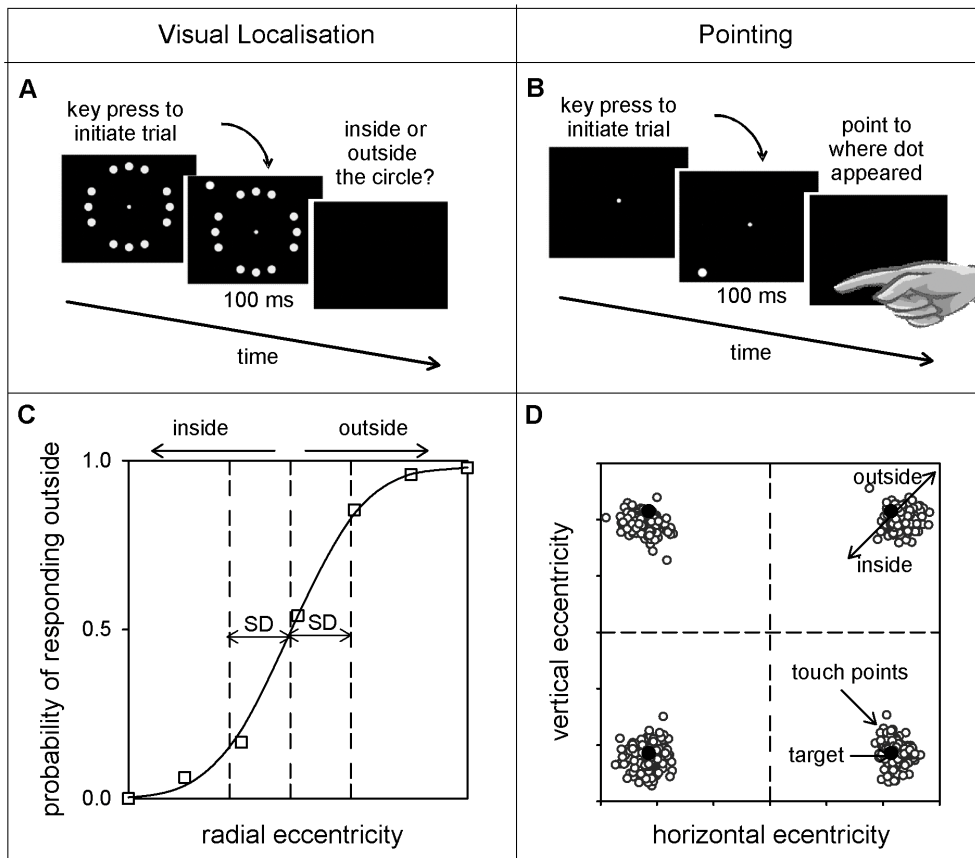 Visual Localisation
Pointing
A
key press to
initiate trial
inside or
outside
the circle?
100 ms
time
B
key press to
initiate trial
point to
where dot
appeared
100 ms
time
C
inside
outside
probability of responding outside
1.0
0.5
0.0
SD
SD
radial eccentricity
D
vertical eccentricity
outside
inside
touch points
target
horizontal ecentricity